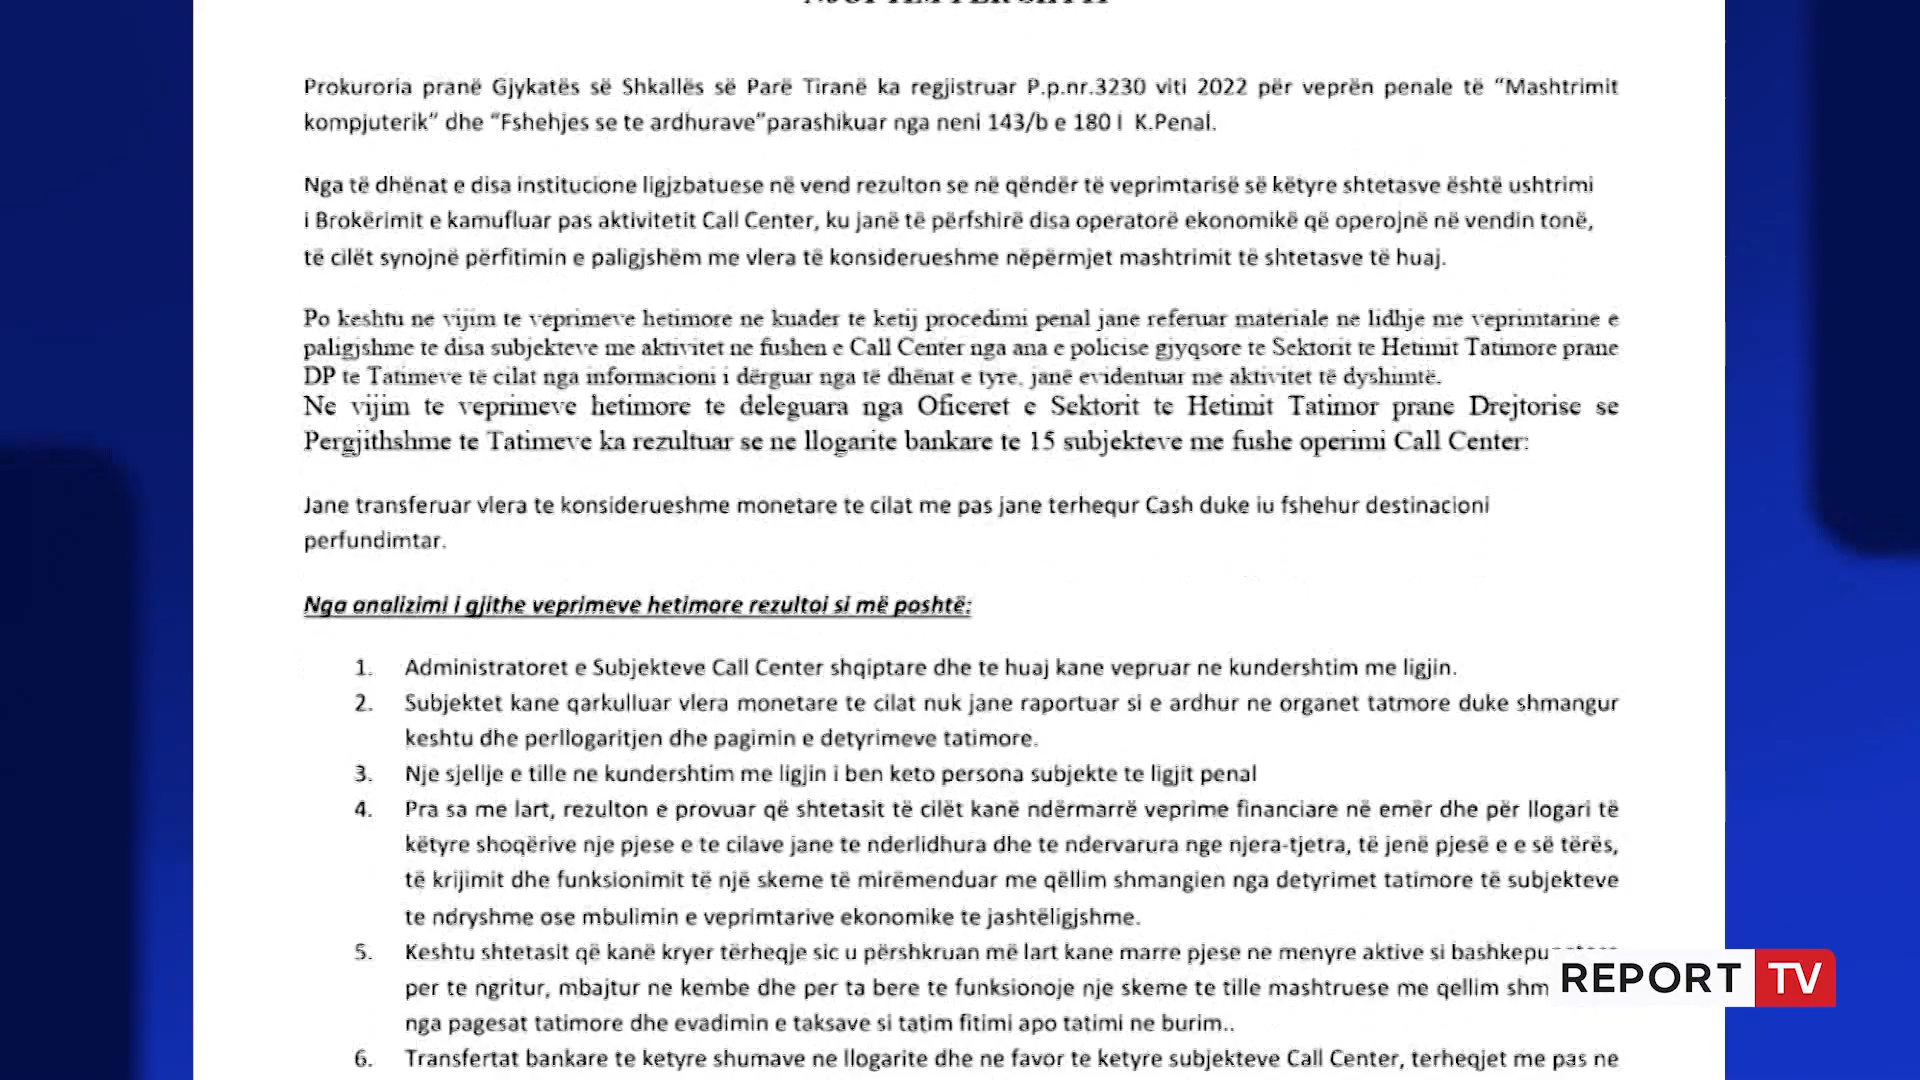 Prokuroria pranë Gjykatës së Shkallës së Parë Tiranë ka regjistruar P.p.nr.3230 viti 2022 për veprën penale të “Mashtrimit
kompjuterik” dhe “Fshehjes se te ardhurave”parashikuar nga neni 143/b e 180 I K.Penal.
Nga të dhënat e disa institucione ligjzbatuese në vend rezulton se në qëndër të veprimtarisë së këtyre shtetasve është ushtrimi
i Brokërimit e kamufluar pas aktivitetit Call Center, ku janë të përfshirë disa operatorë ekonomikë që operojnë në vendin tonë,
të cilët synojnë përfitimin e paligjshëm me vlera të konsiderueshme nëpërmjet mashtrimit të shtetasve të huaj.
Po keshtu ne vijim te veprimeve hetimore ne kuader te ketij procedimi penal jane referuar materiale ne lidhje me veprimtarine e
paligjshme te disa subjekteve me aktivitet ne fushen e Call Center nga ana e policise gjyqsore te Sektorit te Hetimit Tatimore prane
DP te Tatimeve të cilat nga informacioni i dërguar nga të dhënat e tyre, janë evidentuar me aktivitet të dyshuntë.
Ne vijim te veprimeve hetimore te deleguara nga Oficeret e Sektorit te Hetimit Tatimor prane Drejtorise se
Pergjithshme te Tatimeve ka rezultuar se ne llogarite bankare te 15 subjekteve me fushe operimi Call Center:
Jane transferuar vlera te konsiderueshme monetare te cilat me pas jane terhequr Cash duke iu fshehur destinacioni
perfundimtar.
Nga analizimi i gjithe veprimeve hetimore rezultoi si më poshtë:
1. Administratoret e Subjekteve Call Center shqiptare dhe te huaj kane vepruar ne kundershtim me ligjin.
2. Subjektet kane qarkulluar vlera monetare te cilat nuk jane raportuar si e ardhur ne organet tatmore duke shmangur
keshtu dhe perllogaritjen dhe pagimin e detyrimeve tatimore.
3. Nje sjellije e tille ne kundershtim me ligjin i ben keto persona subjekte te ligjit penal
4. Pra sa me lart, rezulton e provuar që shtetasit të cilët kanë ndërmarrë veprime financiare në emër dhe për llogari të
këtyre shoqërive nje pjese e te cilave jane te nderlidhura dhe te ndervarura nge njera-tjetra, të jenë pjesë e e së tërës,
të krijimit dhe funksionimit të një skeme të mirëmenduar me qëllim shmangien nga detyrimet tatimore të subjekteve
te ndryshme ose mbulimin e veprimtarive ekonomike te jashtëligjshme.
5. Keshtu shtetasit që kanë kryer tërheqje sic u përshkruan më lart kane marre pjese ne menyre aktive si
per te ngritur, mbajtur ne kembe dhe per ta bere te funksionoje nje skeme te tille mashtruese me qellim shm
nga pagesat tatimore dhe evadimin e taksave si tatim fitimi apo tatimi ne burim..
6. Transfertat bankare te ketyre shumave ne llogarite dhe ne favor te ketyre subjekteve Call Center, terheqjet me pas ne
REPORT TV